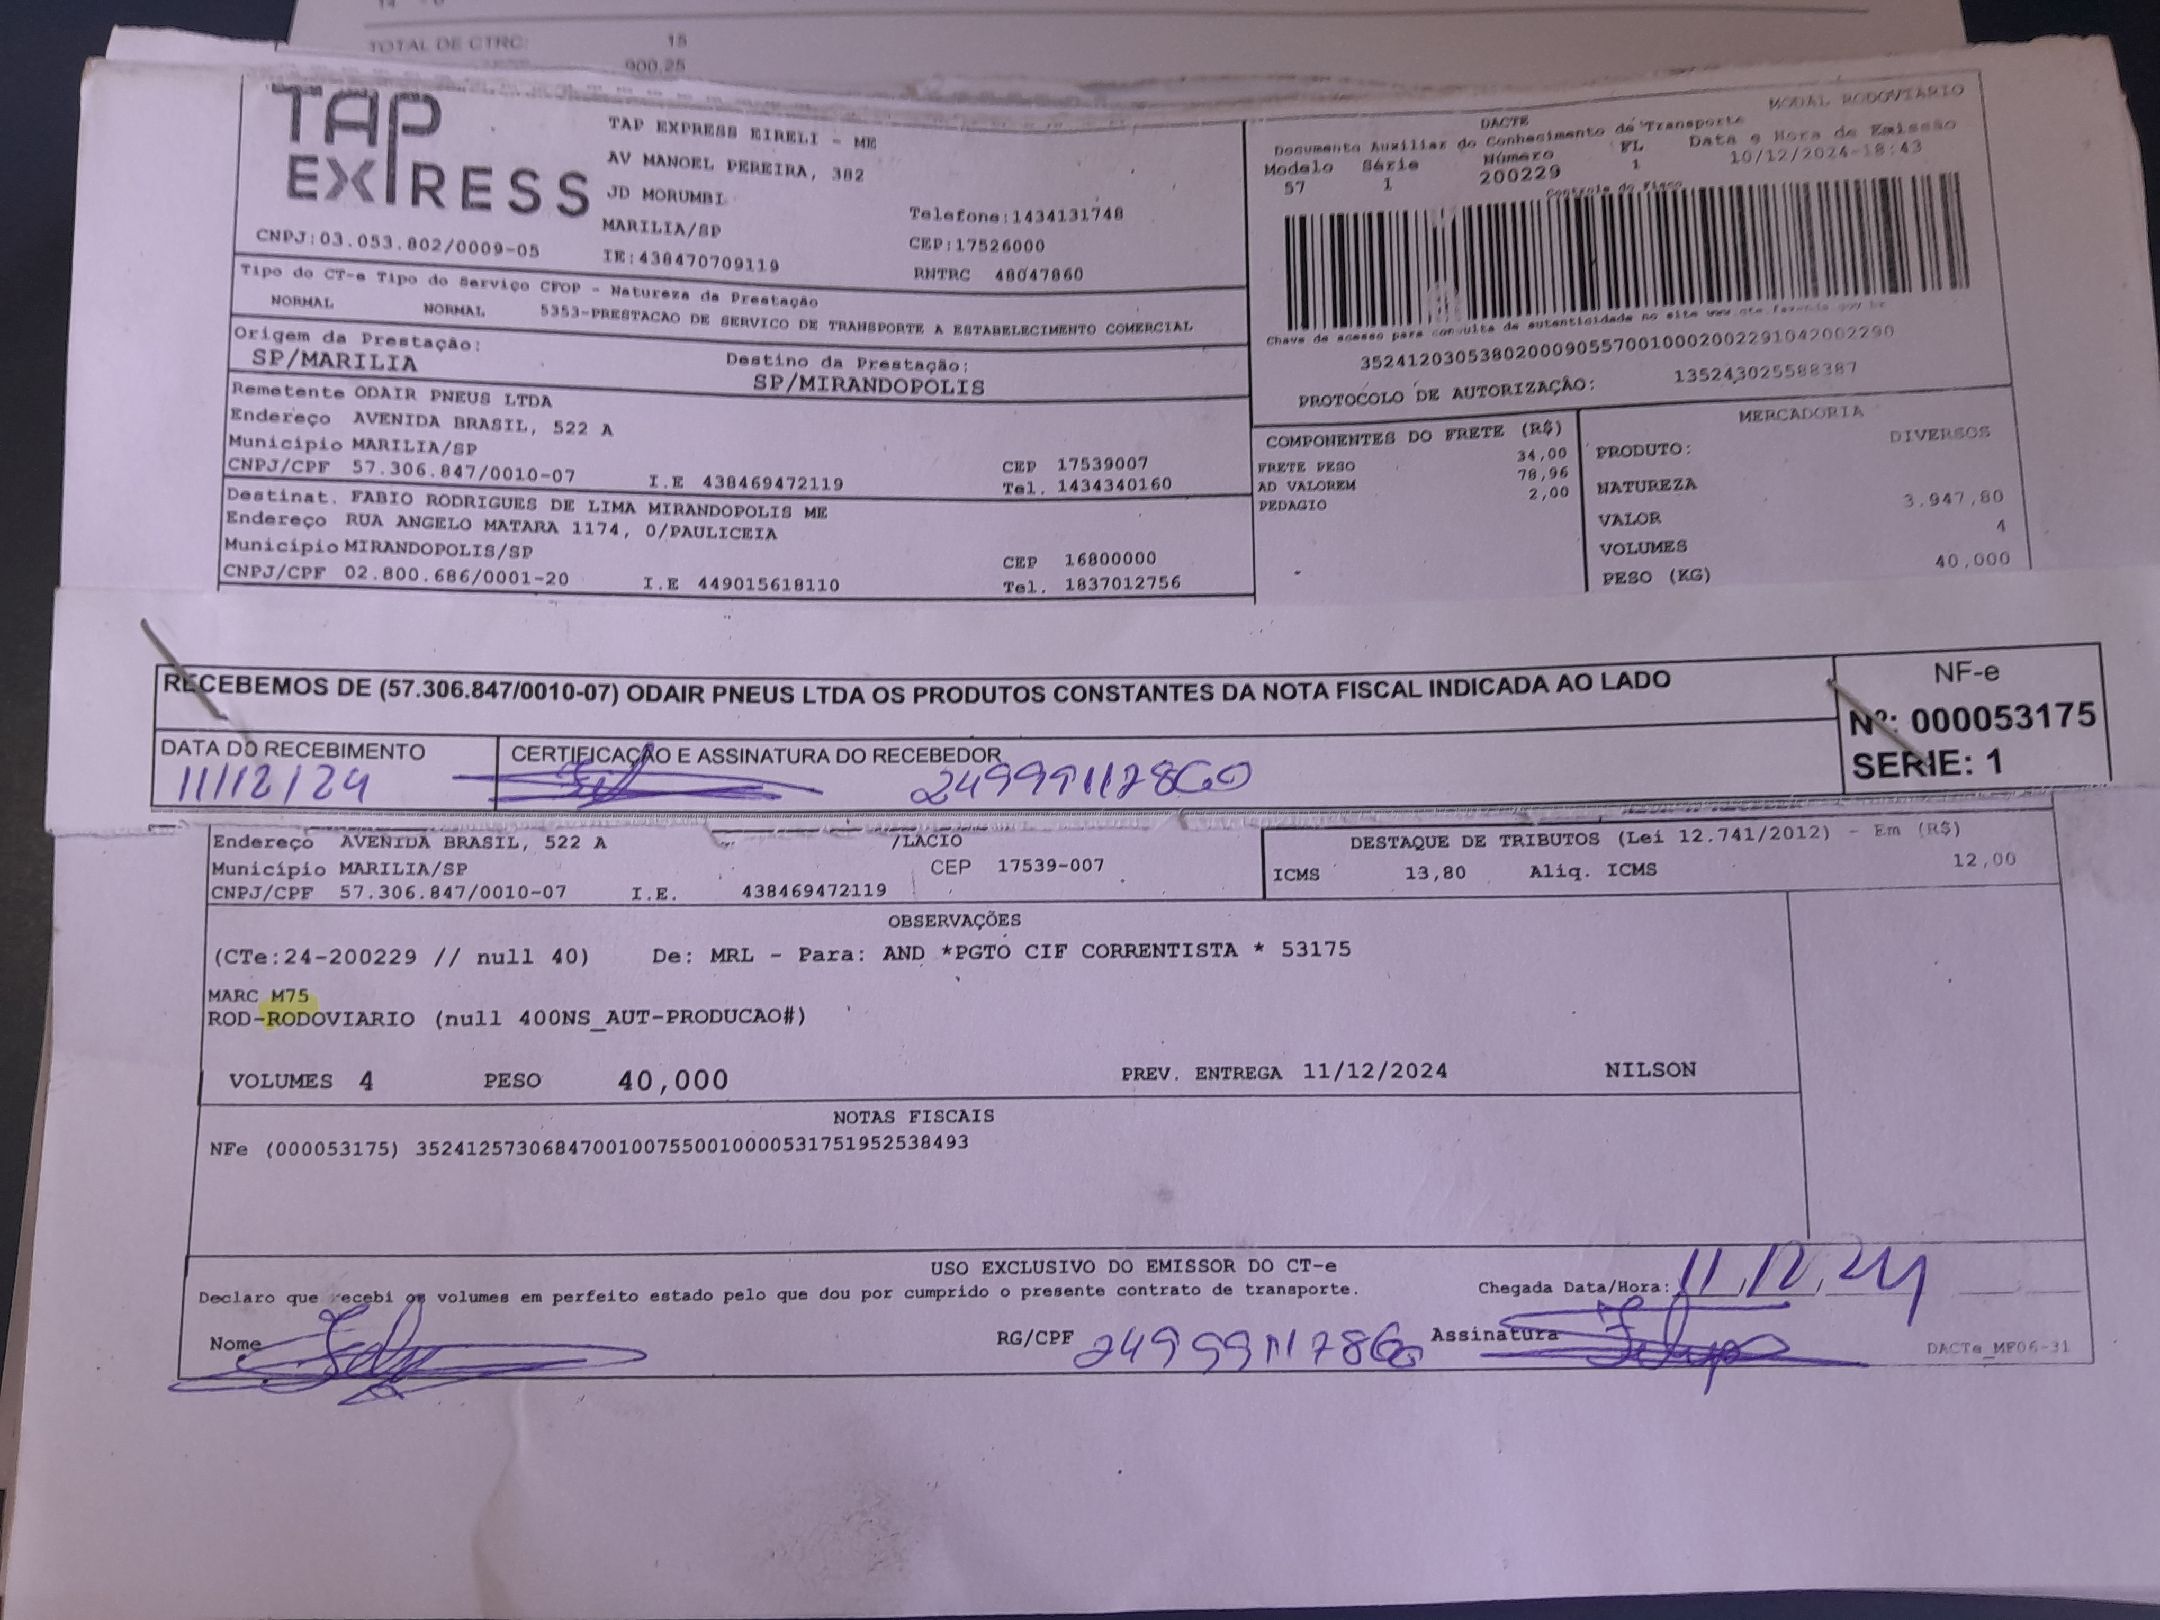 TOTAL DE CTRC: 15
900,25
TAP EXPRESS
TAP EXPRESS EIRELI - ME
AV MANOEL PEREIRA, 382
JD MORUMBI
MARILIA/SP
IE:438470709119
Telefone:1434131748
CEP:17526000
RNTRC 48047860
CNPJ:03.053.802/0009-05
MODAL RODOVIARIO
DACTE
Documento Auxiliar do Conhecimento de Transporte
Modelo Série Número FL Data e Hora de Emissão
57 1 200229 1 10/12/2024-18:43
Controle do Fisco
Chave de acesso para consulta de autenticidade no site www.cte.fazenda.gov.br
35241203053802000905570010002002291042002290
PROTOCOLO DE AUTORIZAÇÃO: 135243025588387
Tipo do CT-e Tipo do Serviço CFOP - Natureza da Prestação
NORMAL NORMAL 5353-PRESTACAO DE SERVICO DE TRANSPORTE A ESTABELECIMENTO COMERCIAL
Origem da Prestação: Destino da Prestação:
SP/MARILIA SP/MIRANDOPOLIS
Remetente ODAIR PNEUS LTDA
Endereço AVENIDA BRASIL, 522 A
Município MARILIA/SP CEP 17539007
CNPJ/CPF 57.306.847/0010-07 I.E 438469472119 Tel. 1434340160
Destinat. FABIO RODRIGUES DE LIMA MIRANDOPOLIS ME
Endereço RUA ANGELO MATARA 1174, 0/PAULICEIA
Município MIRANDOPOLIS/SP CEP 16800000
CNPJ/CPF 02.800.686/0001-20 I.E 449015618110 Tel. 1837012756
COMPONENTES DO FRETE (R$)
FRETE PESO 34,00
AD VALOREM 78,96
PEDAGIO 2,00
MERCADORIA
PRODUTO: DIVERSOS
NATUREZA
VALOR 3.947,80
VOLUMES 4
PESO (KG) 40,000
RECEBEMOS DE (57.306.847/0010-07) ODAIR PNEUS LTDA OS PRODUTOS CONSTANTES DA NOTA FISCAL INDICADA AO LADO
NF-e
Nº: 000053175
SERIE: 1
DATA DO RECEBIMENTO CERTIFICAÇÃO E ASSINATURA DO RECEBEDOR
11/12/24 24999117860
Endereço AVENIDA BRASIL, 522 A /LACIO
Município MARILIA/SP CEP 17539-007
CNPJ/CPF 57.306.847/0010-07 I.E. 438469472119
DESTAQUE DE TRIBUTOS (Lei 12.741/2012) - Em (R$)
ICMS 13,80 Aliq. ICMS 12,00
OBSERVAÇÕES
(CTe:24-200229 // null 40) De: MRL - Para: AND *PGTO CIF CORRENTISTA * 53175
MARC M75
ROD-RODOVIARIO (null 400NS_AUT-PRODUCAO#)
VOLUMES 4 PESO 40,000 PREV. ENTREGA 11/12/2024 NILSON
NOTAS FISCAIS
NFe (000053175) 35241257306847001007550010000531751952538493
USO EXCLUSIVO DO EMISSOR DO CT-e
Declaro que recebi os volumes em perfeito estado pelo que dou por cumprido o presente contrato de transporte. Chegada Data/Hora: 11,12,24
Nome RG/CPF 24999117860 Assinatura
DACTe_MF06-31